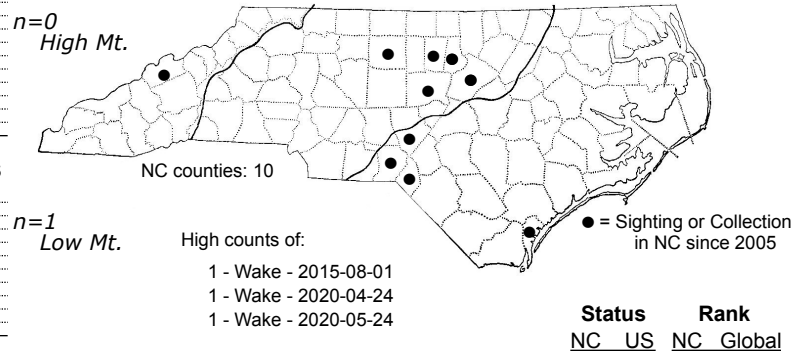 n=0
High Mt.
NC counties: 10
n=1
Low Mt.
High counts of:
1 - Wake - 2015-08-01
1 - Wake - 2020-04-24
1 - Wake - 2020-05-24
● = Sighting or Collection
in NC since 2005
Status Rank
NC US NC Global